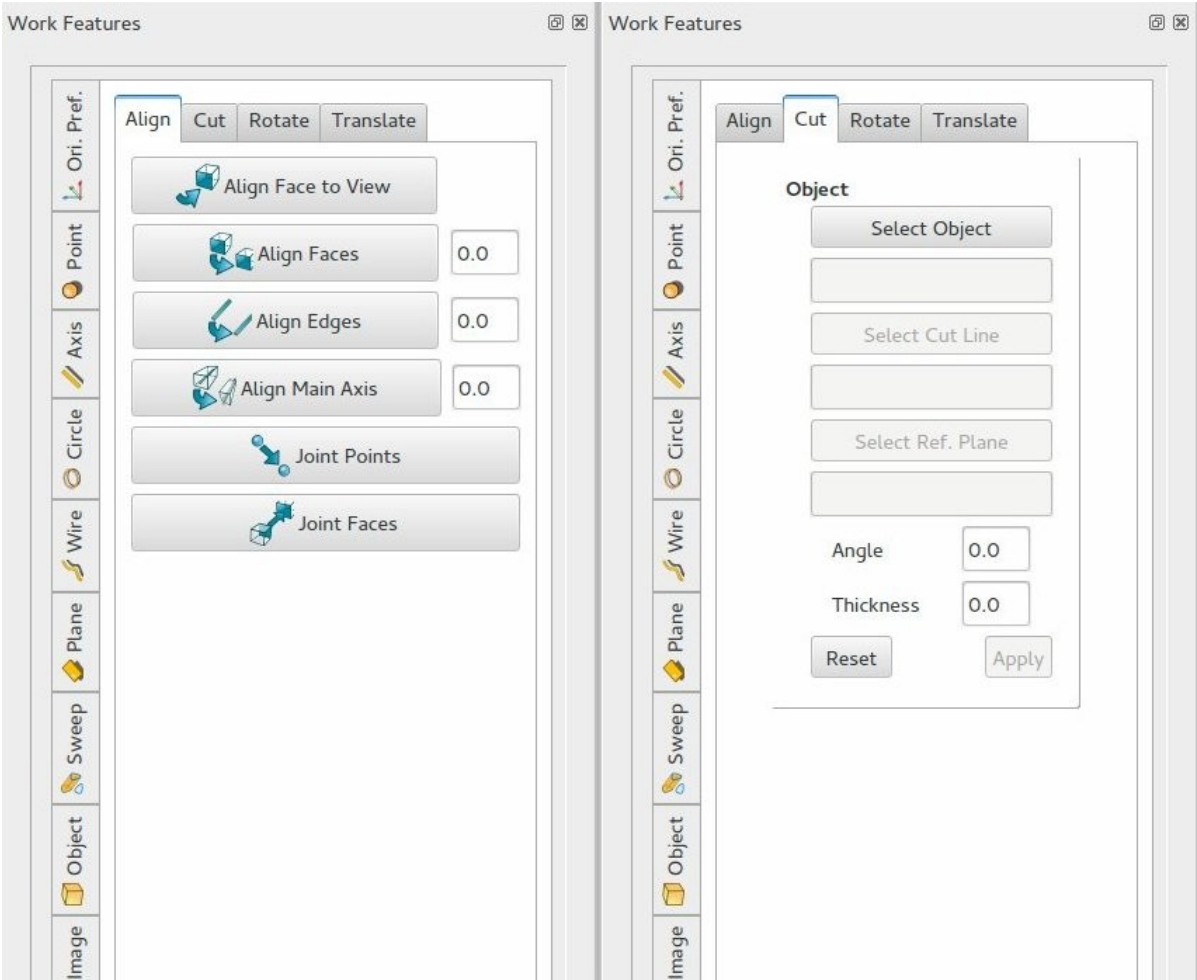 Work Features
Ori. Pref.
Point
Axis
Circle
Wire
Plane
Sweep
Object
Image
Align Cut Rotate Translate
Align Face to View
Align Faces 0.0
Align Edges 0.0
Align Main Axis 0.0
Joint Points
Joint Faces
Work Features
Ori. Pref.
Point
Axis
Circle
Wire
Plane
Sweep
Object
Image
Align Cut Rotate Translate
Object
Select Object
Select Cut Line
Select Ref. Plane
Angle 0.0
Thickness 0.0
Reset Apply